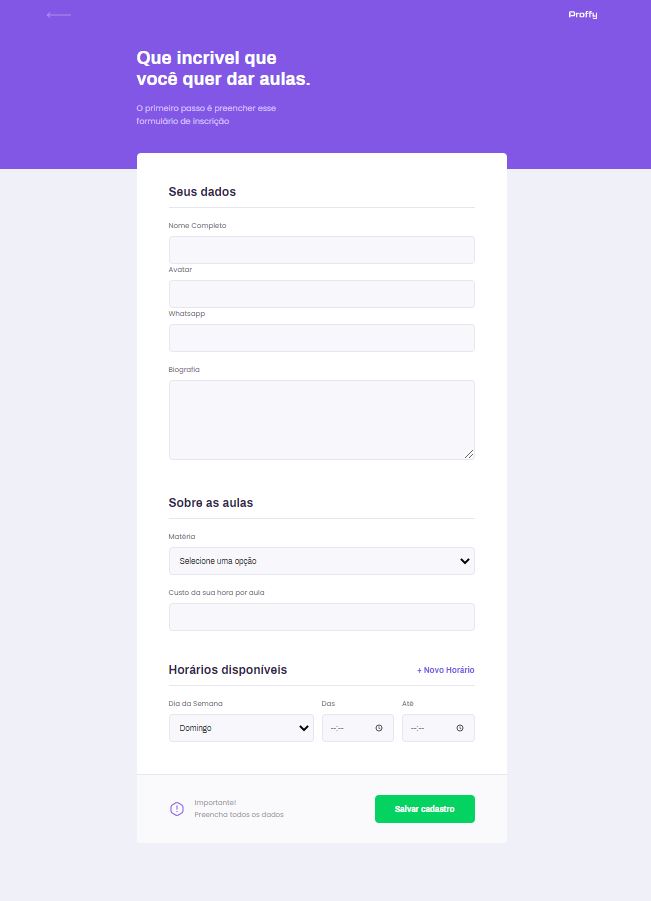 Proffy
Que incrivel que
você quer dar aulas.
O primeiro passo é preencher esse
formulário de inscrição
Seus dados
Nome Completo
Avatar
Whatsapp
Biografia
Sobre as aulas
Matéria
Selecione uma opção
Custo da sua hora por aula
Horários disponíveis
+ Novo Horário
Dia da Semana Das Até
Domingo --:-- --:--
Importante!
Preencha todos os dados
Salvar cadastro